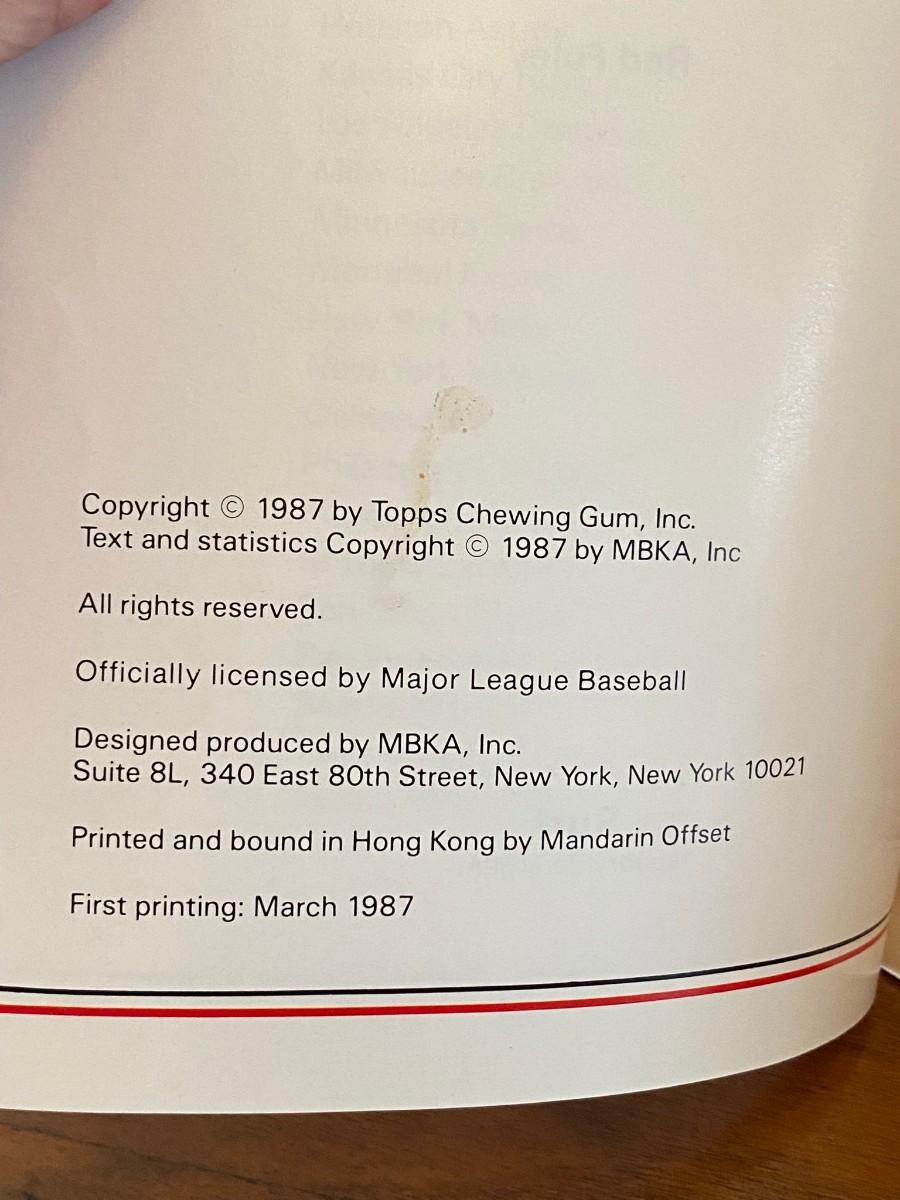 Copyright © 1987 by Topps Chewing Gum, Inc.
Text and statistics Copyright © 1987 by MBKA, Inc
All rights reserved.
Officially licensed by Major League Baseball
Designed produced by MBKA, Inc.
Suite 8L, 340 East 80th Street, New York, New York 10021
Printed and bound in Hong Kong by Mandarin Offset
First printing: March 1987